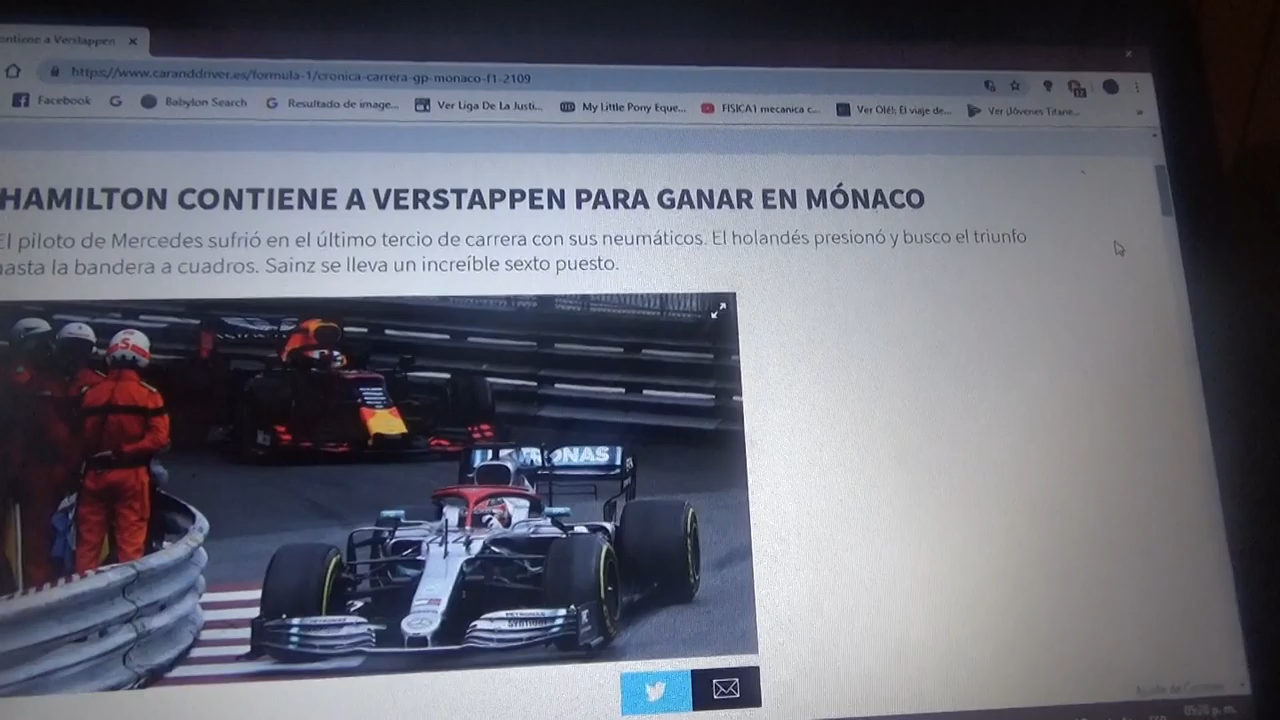 a Verstappen
https://www.caranddriver.es/formula-1/cronica-carrera-gp-monaco-f1-2109
Facebook Babylon Search Resultado de image... Ver Liga De La Justi... My Little Pony Eque... FISICA1 mecanica c... Ver Olé!: El viaje de... Ver ¡Jóvenes Titane...
HAMILTON CONTIENE A VERSTAPPEN PARA GANAR EN MÓNACO
El piloto de Mercedes sufrió en el último tercio de carrera con sus neumáticos. El holandés presionó y busco el triunfo
hasta la bandera a cuadros. Sainz se lleva un increíble sexto puesto.
S
44
PETRONAS
05:20 p. m.